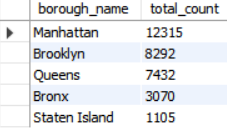 borough_name total_count
Manhattan 12315
Brooklyn 8292
Queens 7432
Bronx 3070
Staten Island 1105